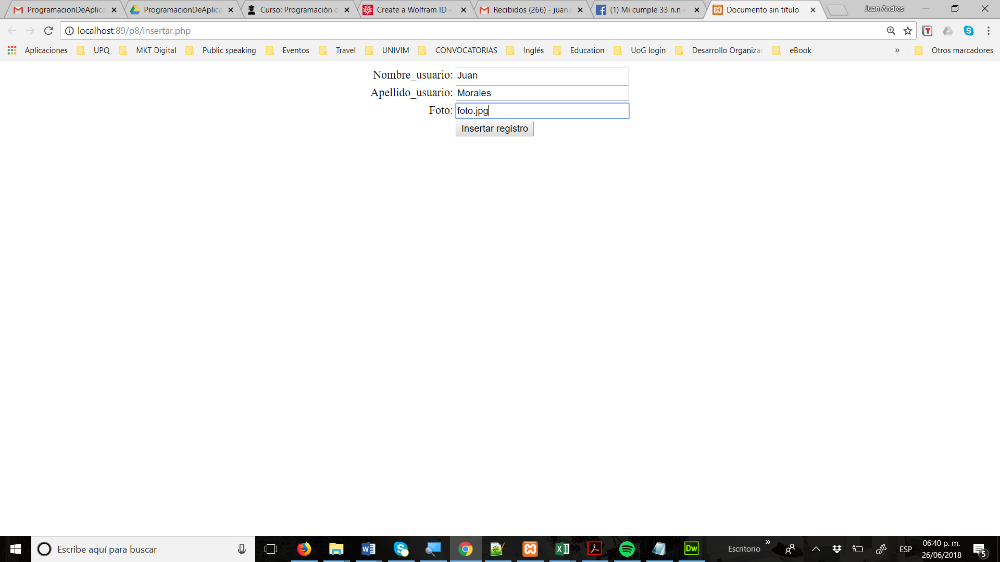 ProgramacionDeAplica
ProgramacionDeAplica
Curso: Programación d
Create a Wolfram ID -
Recibidos (266) - juan.
(1) Mi cumple 33 n.n -
Documento sin título
Juan Andres
localhost:89/p8/insertar.php
Aplicaciones
UPQ
MKT Digital
Public speaking
Eventos
Travel
UNIVIM
CONVOCATORIAS
Inglés
Education
UoG login
Desarrollo Organizac
eBook
»
Otros marcadores
Nombre_usuario: Juan
Apellido_usuario: Morales
Foto: foto.jpg
Insertar registro
Escribe aquí para buscar
Escritorio
»
ESP
06:40 p. m.
26/06/2018
5
Dw